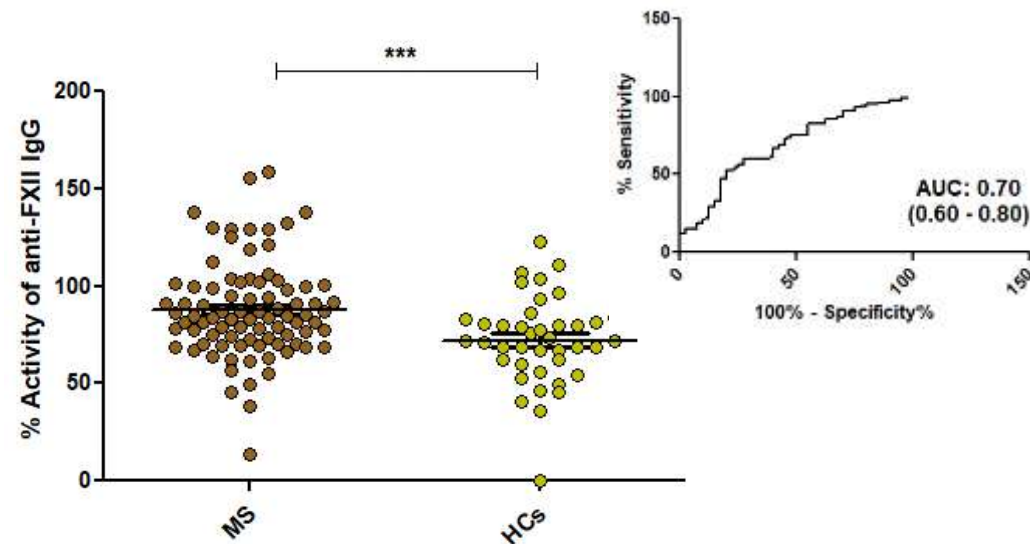 ***
% Activity of anti-FXII IgG
200
150
100
50
0
MS
HCs
% Sensitivity
150
100
50
0
0
50
100
150
100% - Specificity%
AUC: 0.70
(0.60 - 0.80)